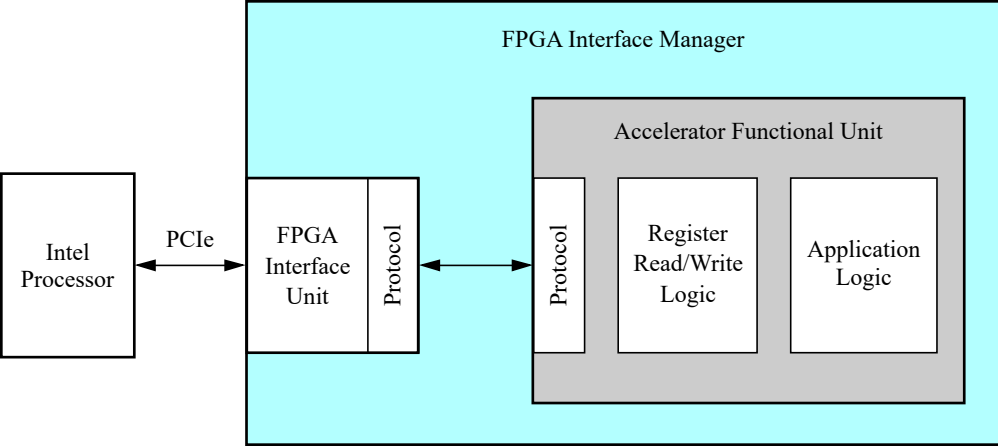 FPGA Interface Manager
Accelerator Functional Unit
Intel
Processor
PCIe
FPGA
Interface
Unit
Protocol
Protocol
Register
Read/Write
Logic
Application
Logic